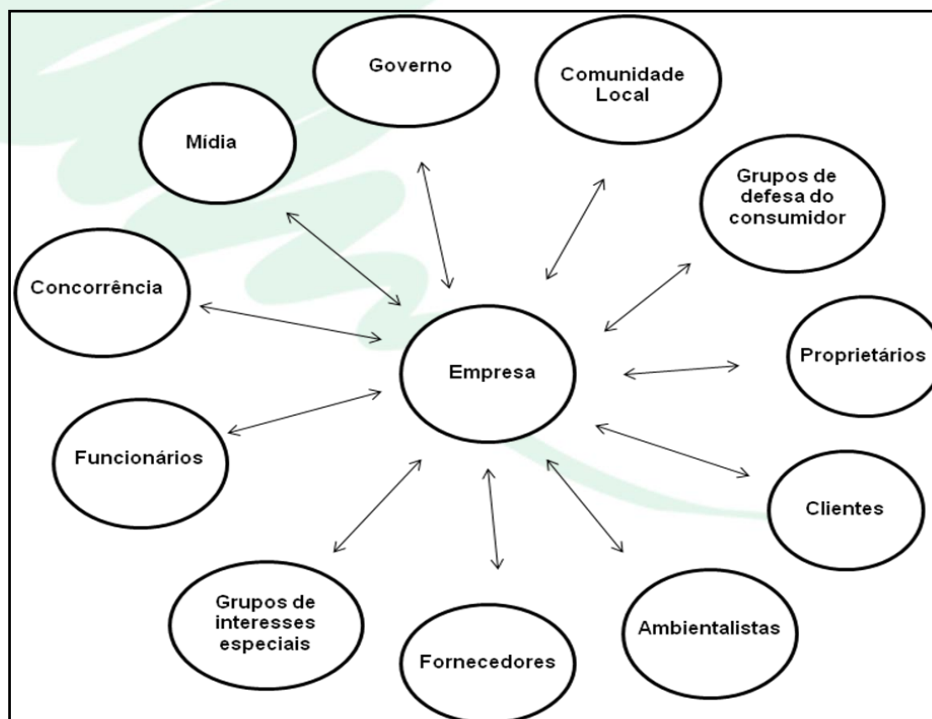 Governo
Comunidade
Local
Mídia
Grupos de
defesa do
consumidor
Concorrência
Proprietários
Empresa
Funcionários
Clientes
Grupos de
interesses
especiais
Fornecedores
Ambientalistas